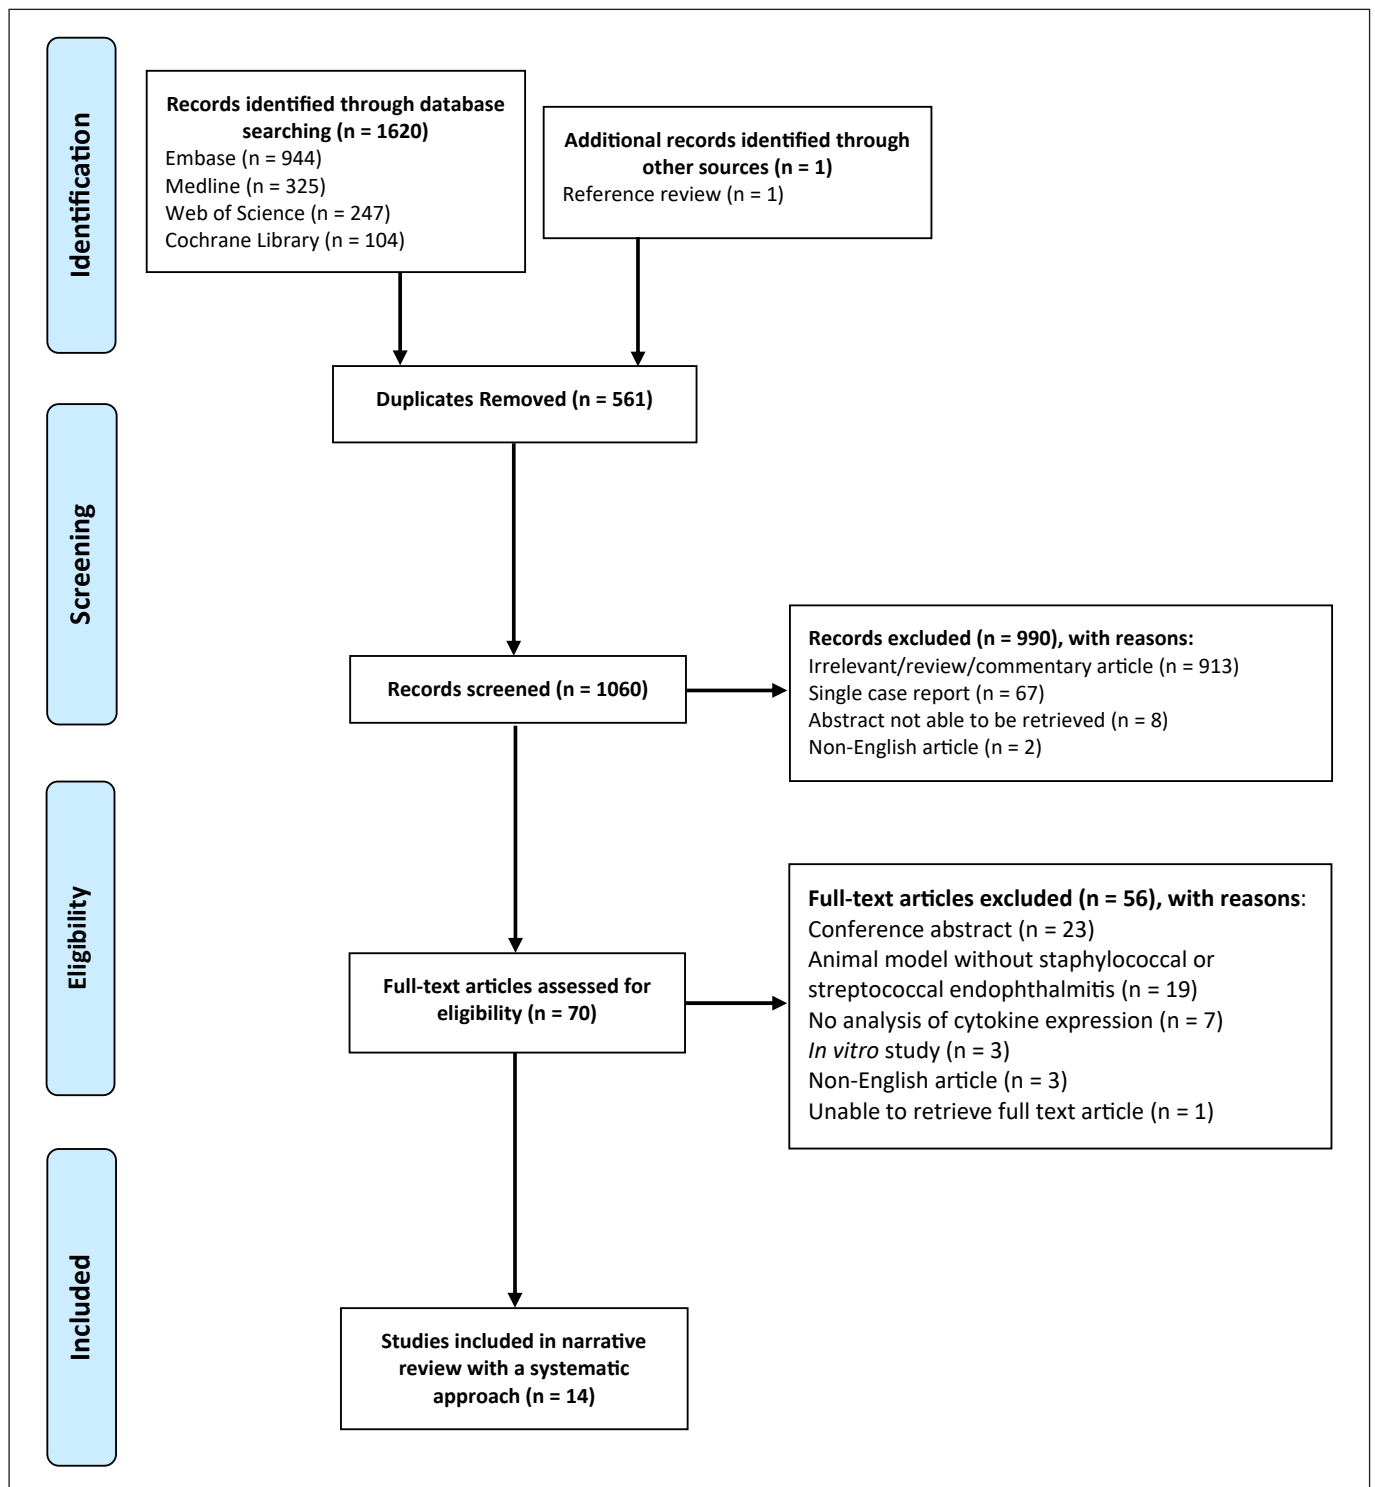 Identification
Records identified through database
searching (n = 1620)
Embase (n = 944)
Medline (n = 325)
Web of Science (n = 247)
Cochrane Library (n = 104)
Additional records identified through
other sources (n = 1)
Reference review (n = 1)
Duplicates Removed (n = 561)
Screening
Records screened (n = 1060)
Records excluded (n = 990), with reasons:
Irrelevant/review/commentary article (n = 913)
Single case report (n = 67)
Abstract not able to be retrieved (n = 8)
Non-English article (n = 2)
Eligibility
Full-text articles assessed for
eligibility (n = 70)
Full-text articles excluded (n = 56), with reasons:
Conference abstract (n = 23)
Animal model without staphylococcal or
streptococcal endophthalmitis (n = 19)
No analysis of cytokine expression (n = 7)
In vitro study (n = 3)
Non-English article (n = 3)
Unable to retrieve full text article (n = 1)
Included
Studies included in narrative
review with a systematic
approach (n = 14)